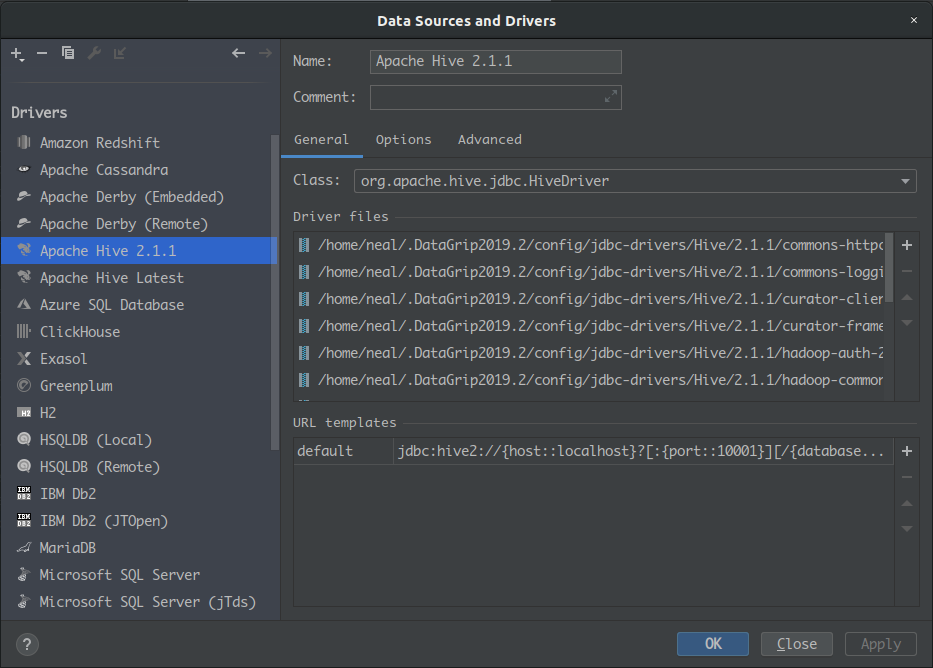 Data Sources and Drivers
Drivers
Amazon Redshift
Apache Cassandra
Apache Derby (Embedded)
Apache Derby (Remote)
Apache Hive 2.1.1
Apache Hive Latest
Azure SQL Database
ClickHouse
Exasol
Greenplum
H2
HSQLDB (Local)
HSQLDB (Remote)
IBM Db2
IBM Db2 (JTOpen)
MariaDB
Microsoft SQL Server
Microsoft SQL Server (jTds)
Name: Apache Hive 2.1.1
Comment:
General Options Advanced
Class: org.apache.hive.jdbc.HiveDriver
Driver files
/home/neal/.DataGrip2019.2/config/jdbc-drivers/Hive/2.1.1/commons-httpc
/home/neal/.DataGrip2019.2/config/jdbc-drivers/Hive/2.1.1/commons-loggi
/home/neal/.DataGrip2019.2/config/jdbc-drivers/Hive/2.1.1/curator-clier
/home/neal/.DataGrip2019.2/config/jdbc-drivers/Hive/2.1.1/curator-frame
/home/neal/.DataGrip2019.2/config/jdbc-drivers/Hive/2.1.1/hadoop-auth-2
/home/neal/.DataGrip2019.2/config/jdbc-drivers/Hive/2.1.1/hadoop-commor
URL templates
default jdbc:hive2://{host::localhost}?[:{port::10001}][/{database...
? OK Close Apply